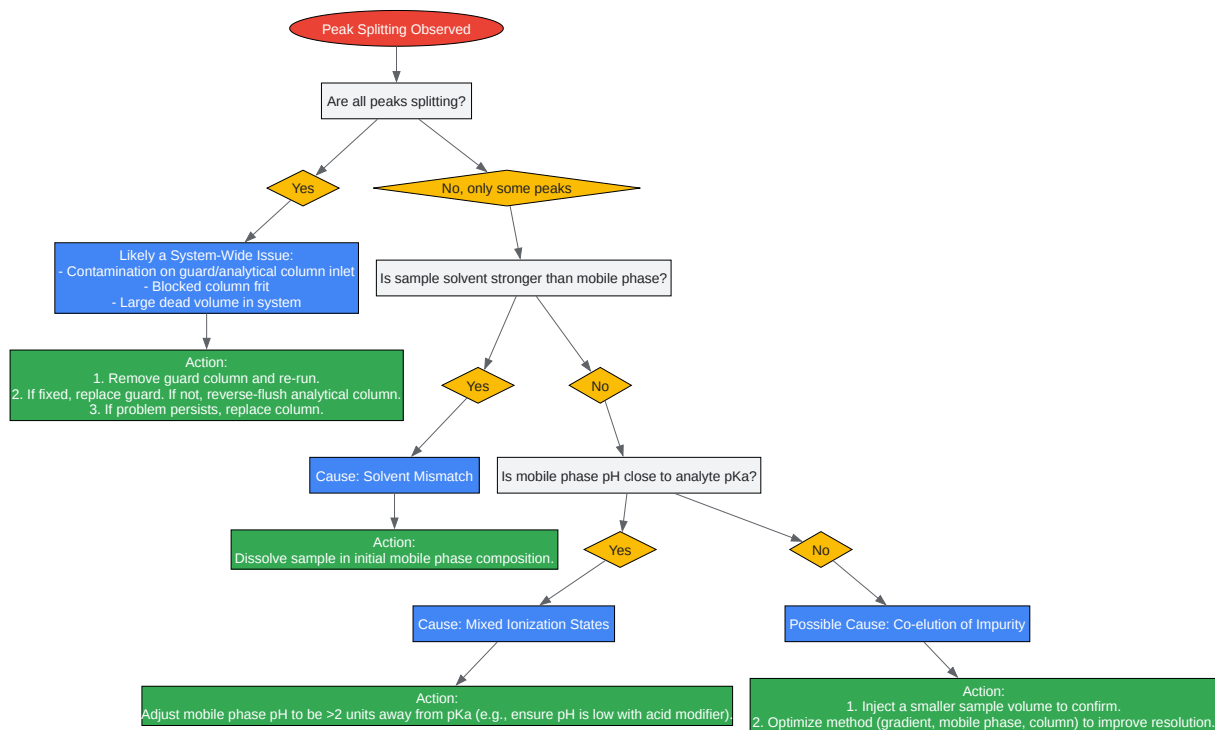 Peak Splitting Observed
Are all peaks splitting?
Yes
No, only some peaks
Likely a System-Wide Issue:
- Contamination on guard/analytical column inlet
- Blocked column frit
- Large dead volume in system
Is sample solvent stronger than mobile phase?
Action:
1. Remove guard column and re-run.
2. If fixed, replace guard. If not, reverse-flush analytical column.
3. If problem persists, replace column.
Yes
No
Cause: Solvent Mismatch
Is mobile phase pH close to analyte pKa?
Action:
Dissolve sample in initial mobile phase composition.
Yes
No
Cause: Mixed Ionization States
Possible Cause: Co-elution of Impurity
Action:
Adjust mobile phase pH to be >2 units away from pKa (e.g., ensure pH is low with acid modifier).
Action:
1. Inject a smaller sample volume to confirm.
2. Optimize method (gradient, mobile phase, column) to improve resolution.